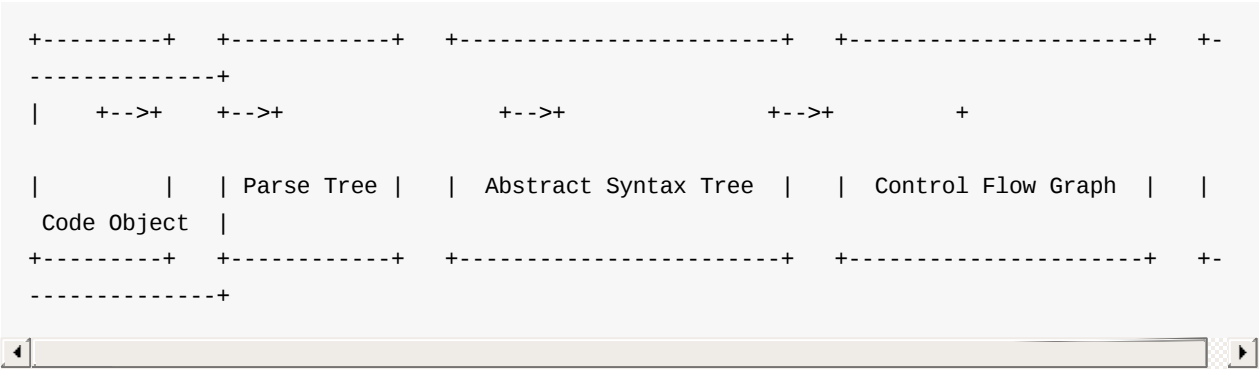 +---------+   +------------+   +------------------------+   +----------------------+   +-
--------------+
|    +-->+    +-->+                +-->+               +-->+         +
|         |   | Parse Tree |   |  Abstract Syntax Tree  |   |  Control Flow Graph  |   |
 Code Object  |
+---------+   +------------+   +------------------------+   +----------------------+   +-
--------------+